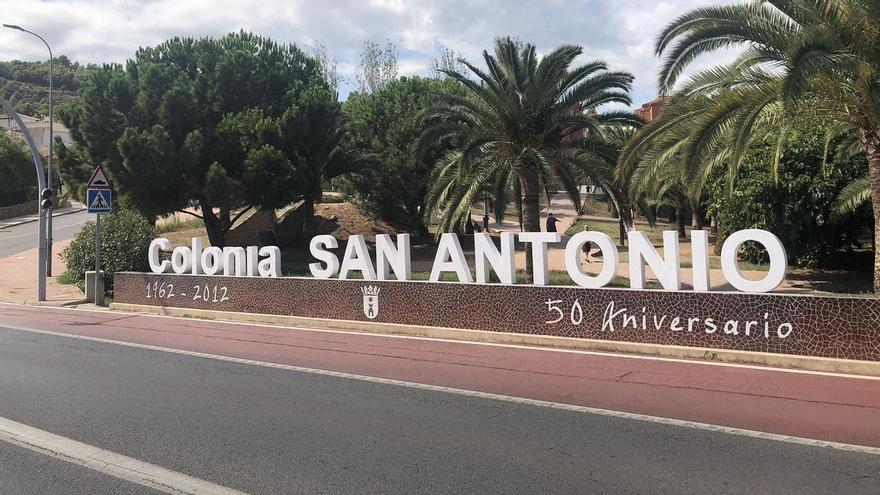 Colonia SAN ANTONIO
1962 - 2012
50 Aniversario